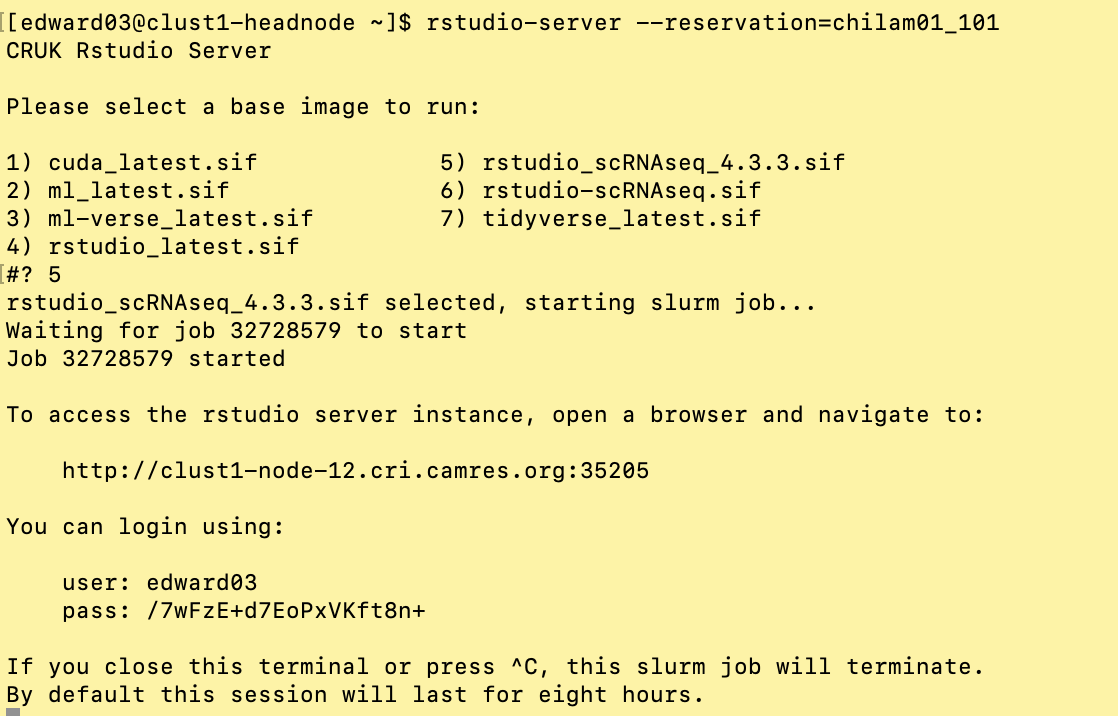 [[edward03@clust1-headnode ~]$ rstudio-server --reservation=chilam01_101
CRUK Rstudio Server
Please select a base image to run:
1) cuda_latest.sif 5) rstudio_scRNAseq_4.3.3.sif
2) ml_latest.sif 6) rstudio-scRNAseq.sif
3) ml-verse_latest.sif 7) tidyverse_latest.sif
4) rstudio_latest.sif
[#? 5
rstudio_scRNAseq_4.3.3.sif selected, starting slurm job...
Waiting for job 32728579 to start
Job 32728579 started
To access the rstudio server instance, open a browser and navigate to:
http://clust1-node-12.cri.camres.org:35205
You can login using:
user: edward03
pass: /7wFzE+d7EoPxVKft8n+
If you close this terminal or press ^C, this slurm job will terminate.
By default this session will last for eight hours.